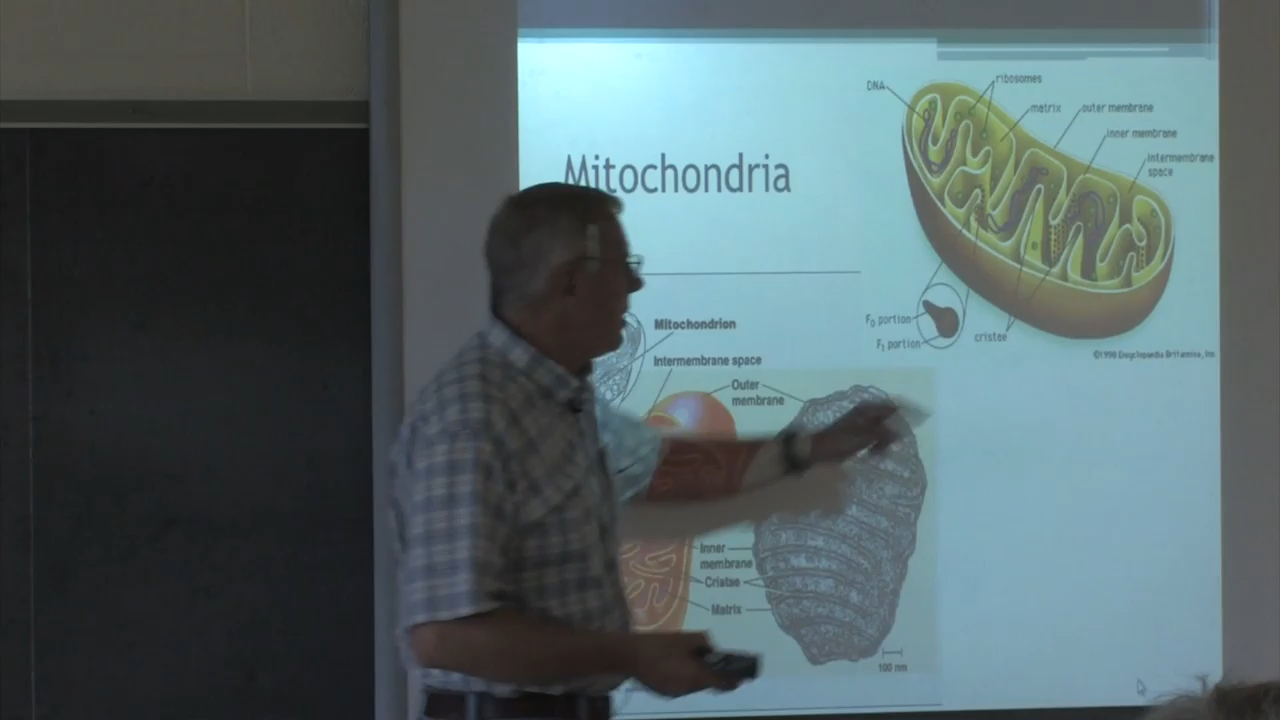 Mitochondria
DNA
ribosomes
matrix
outer membrane
inner membrane
intermembrane
space
F0 portion
F1 portion
cristae
©1998 Encyclopaedia Britannica, Inc
Mitochondrion
Intermembrane space
Outer
membrane
Inner
membrane
Cristae
Matrix
100 nm